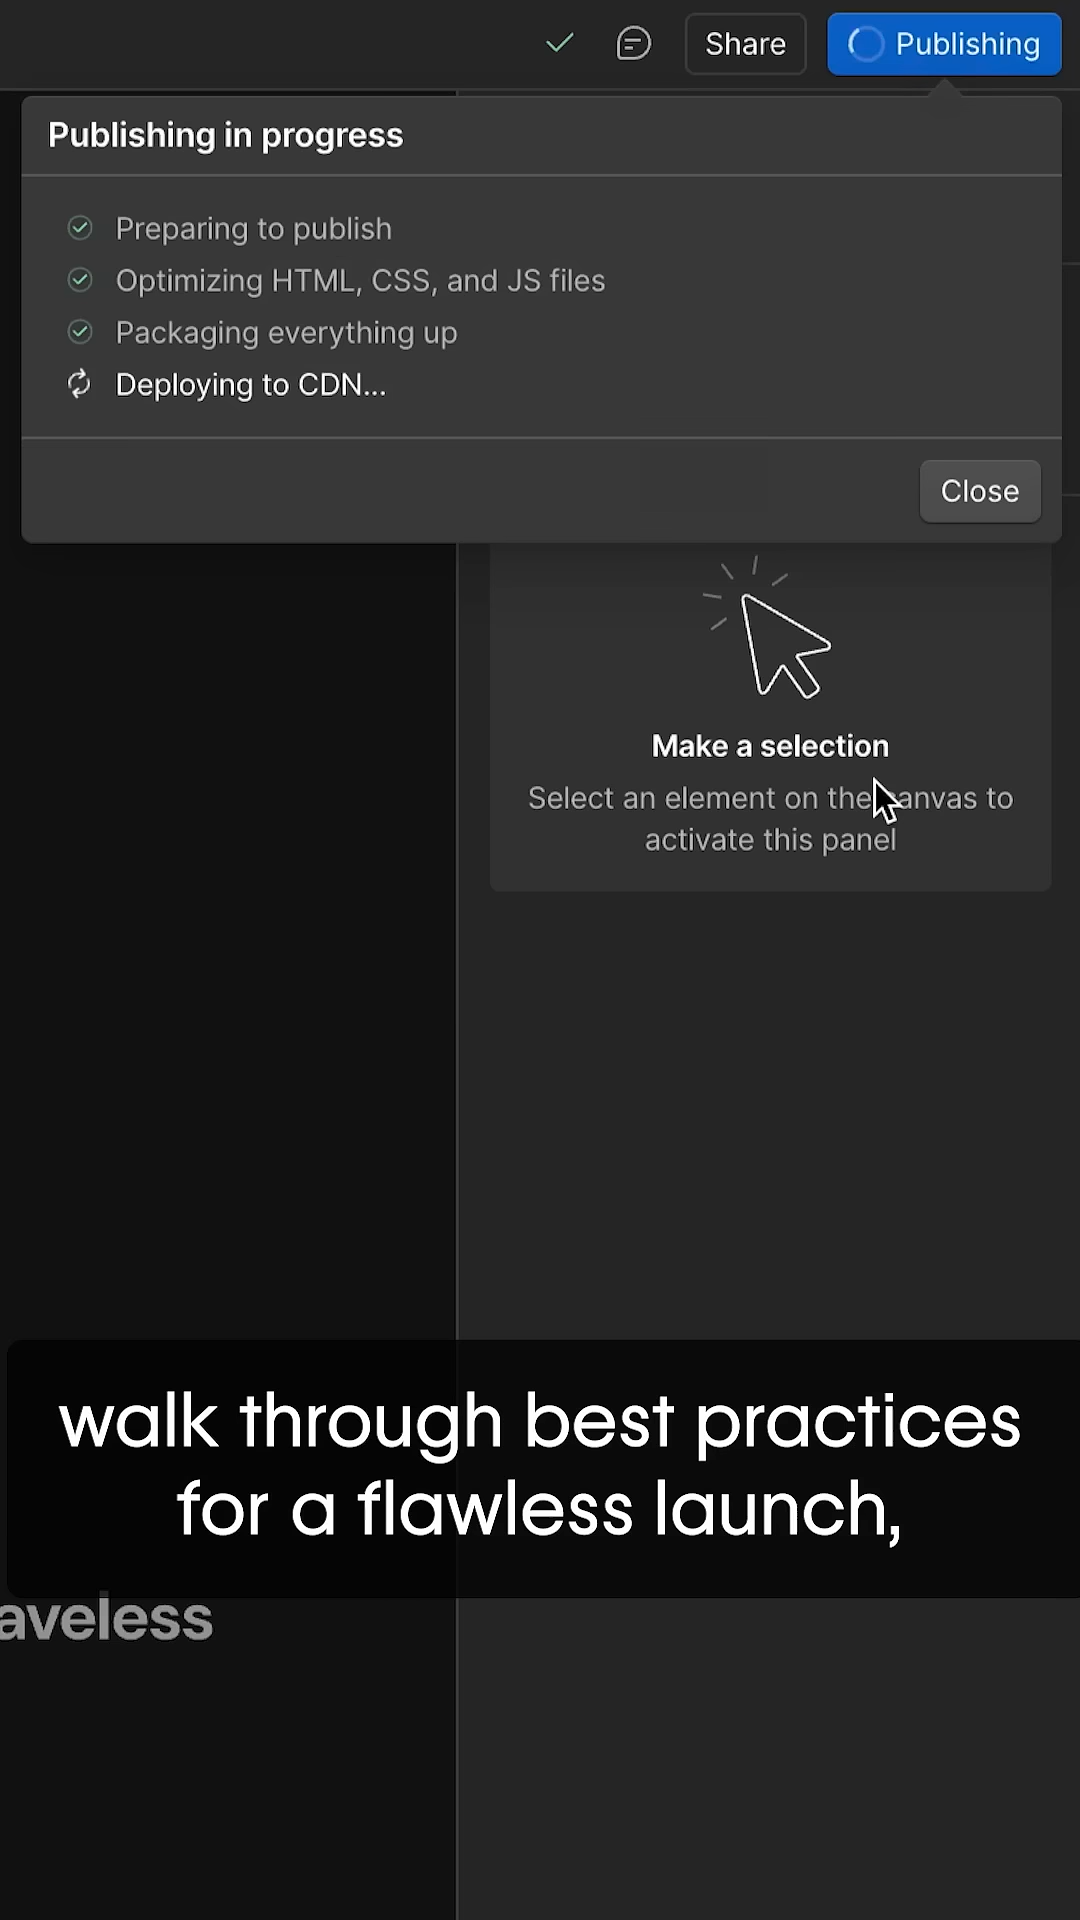 Share
Publishing
Publishing in progress
Preparing to publish
Optimizing HTML, CSS, and JS files
Packaging everything up
Deploying to CDN...
Close
Make a selection
Select an element on the canvas to
activate this panel
walk through best practices
for a flawless launch,
aveless